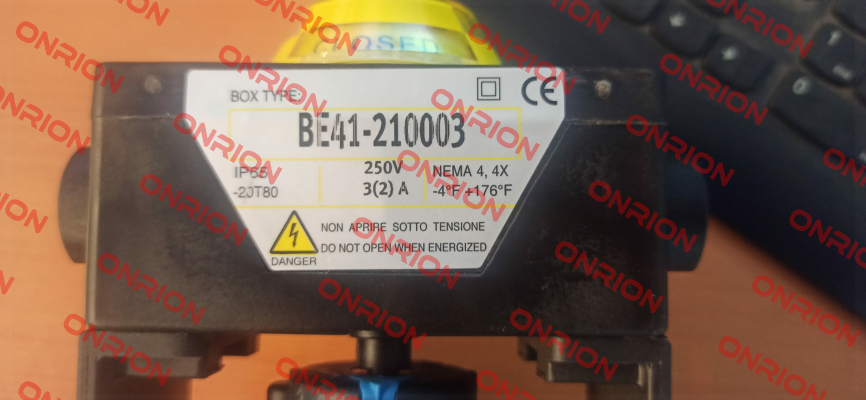 CLOSED
BOX TYPE:
CE
BE41-210003
IP65 250V NEMA 4, 4X
-20T80 3(2) A -4°F +176°F
NON APRIRE SOTTO TENSIONE
DO NOT OPEN WHEN ENERGIZED
DANGER
ONRION